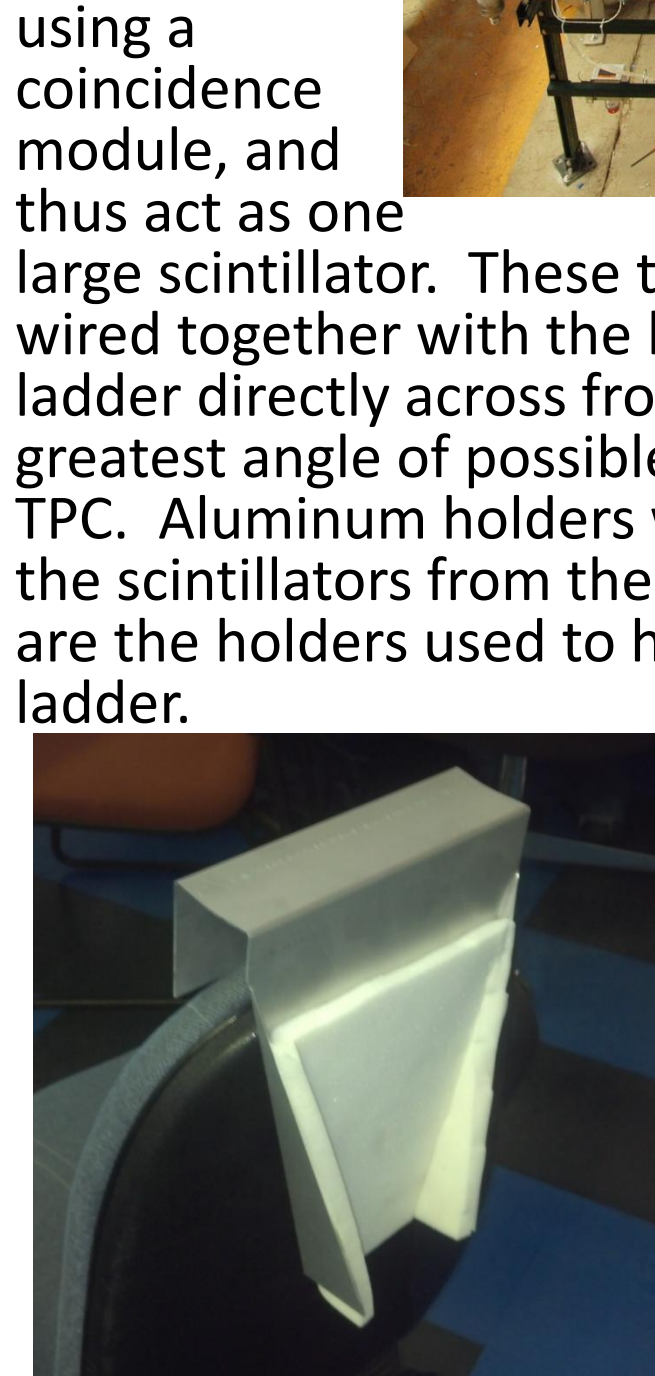 using a
coincidence
module, and
thus act as one
large scintillator. These t
wired together with the
ladder directly across fro
greatest angle of possible
TPC. Aluminum holders
the scintillators from the
are the holders used to h
ladder.